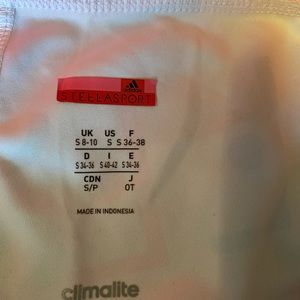 adidas
STELLASPORT
UK US F
S 8-10 S S 36-38
D I E
S 34-36 S 40-42 S 34-36
CDN J
S/P OT
MADE IN INDONESIA
climalite